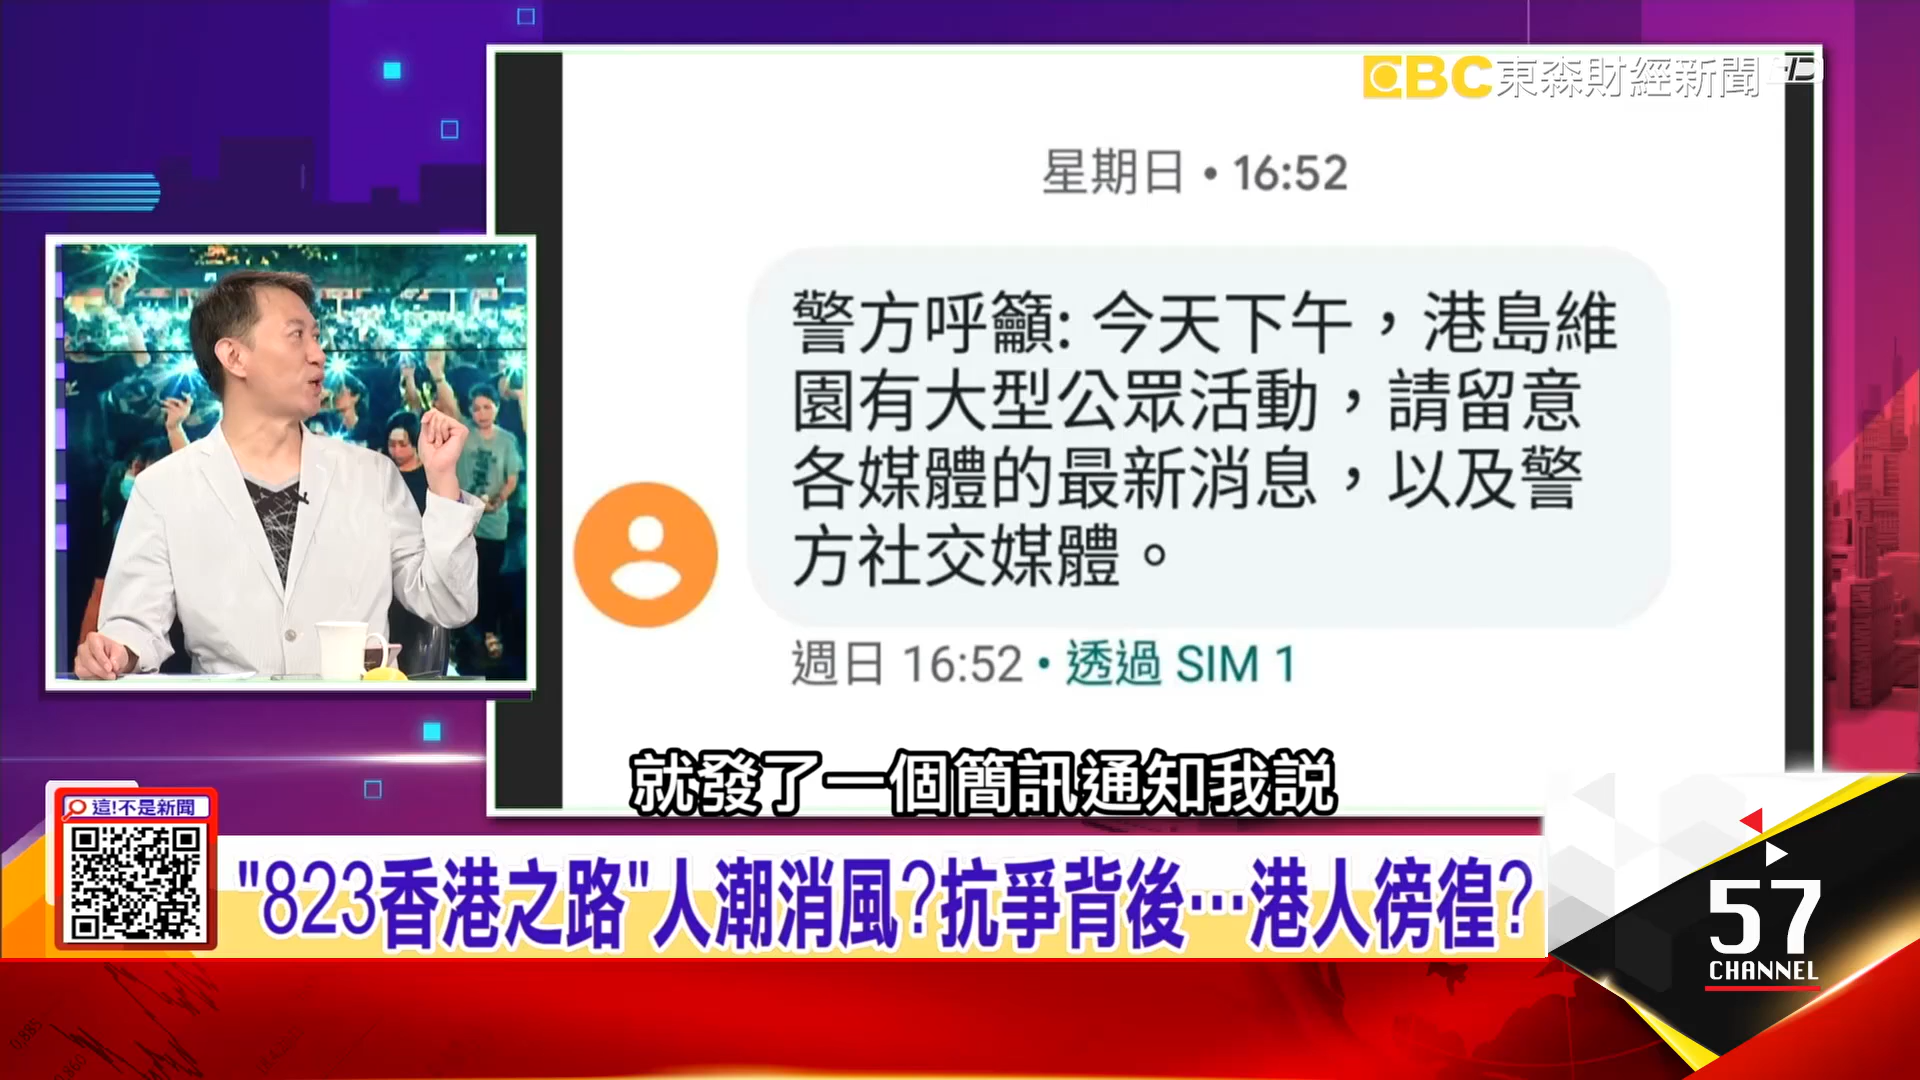 EBC東森財經新聞 HD
星期日 • 16:52
警方呼籲: 今天下午，港島維
園有大型公眾活動，請留意
各媒體的最新消息，以及警
方社交媒體。
週日 16:52 • 透過 SIM 1
就發了一個簡訊通知我説
這!不是新聞
"823香港之路"人潮消風?抗爭背後…港人徬徨?
57
CHANNEL